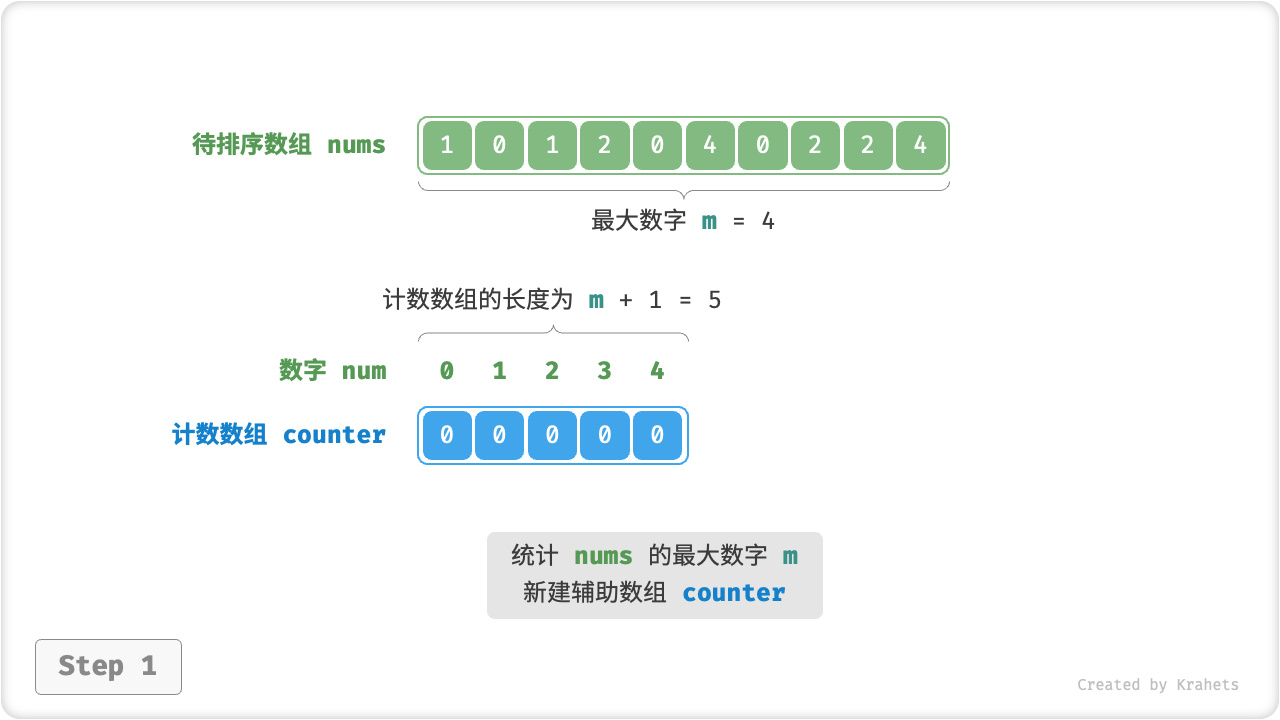 待排序数组 nums 1 0 1 2 0 4 0 2 2 4
最大数字 m = 4
计数数组的长度为 m + 1 = 5
数字 num 0 1 2 3 4
计数数组 counter 0 0 0 0 0
统计 nums 的最大数字 m
新建辅助数组 counter
Step 1
Created by Krahets